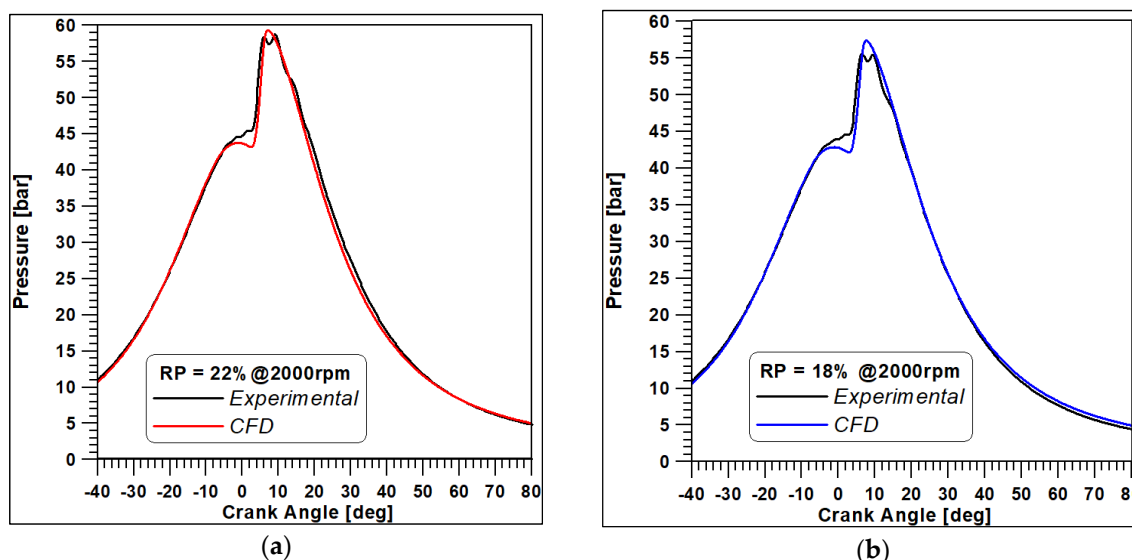 60
55
50
45
40
35
30
25
20
15
10
5
0
Pressure [bar]
RP = 22% @2000rpm
Experimental
CFD
-40 -30 -20 -10 0 10 20 30 40 50 60 70 80
Crank Angle [deg]
(a)
60
55
50
45
40
35
30
25
20
15
10
5
0
Pressure [bar]
RP = 18% @2000rpm
Experimental
CFD
-40 -30 -20 -10 0 10 20 30 40 50 60 70 8
Crank Angle [deg]
(b)